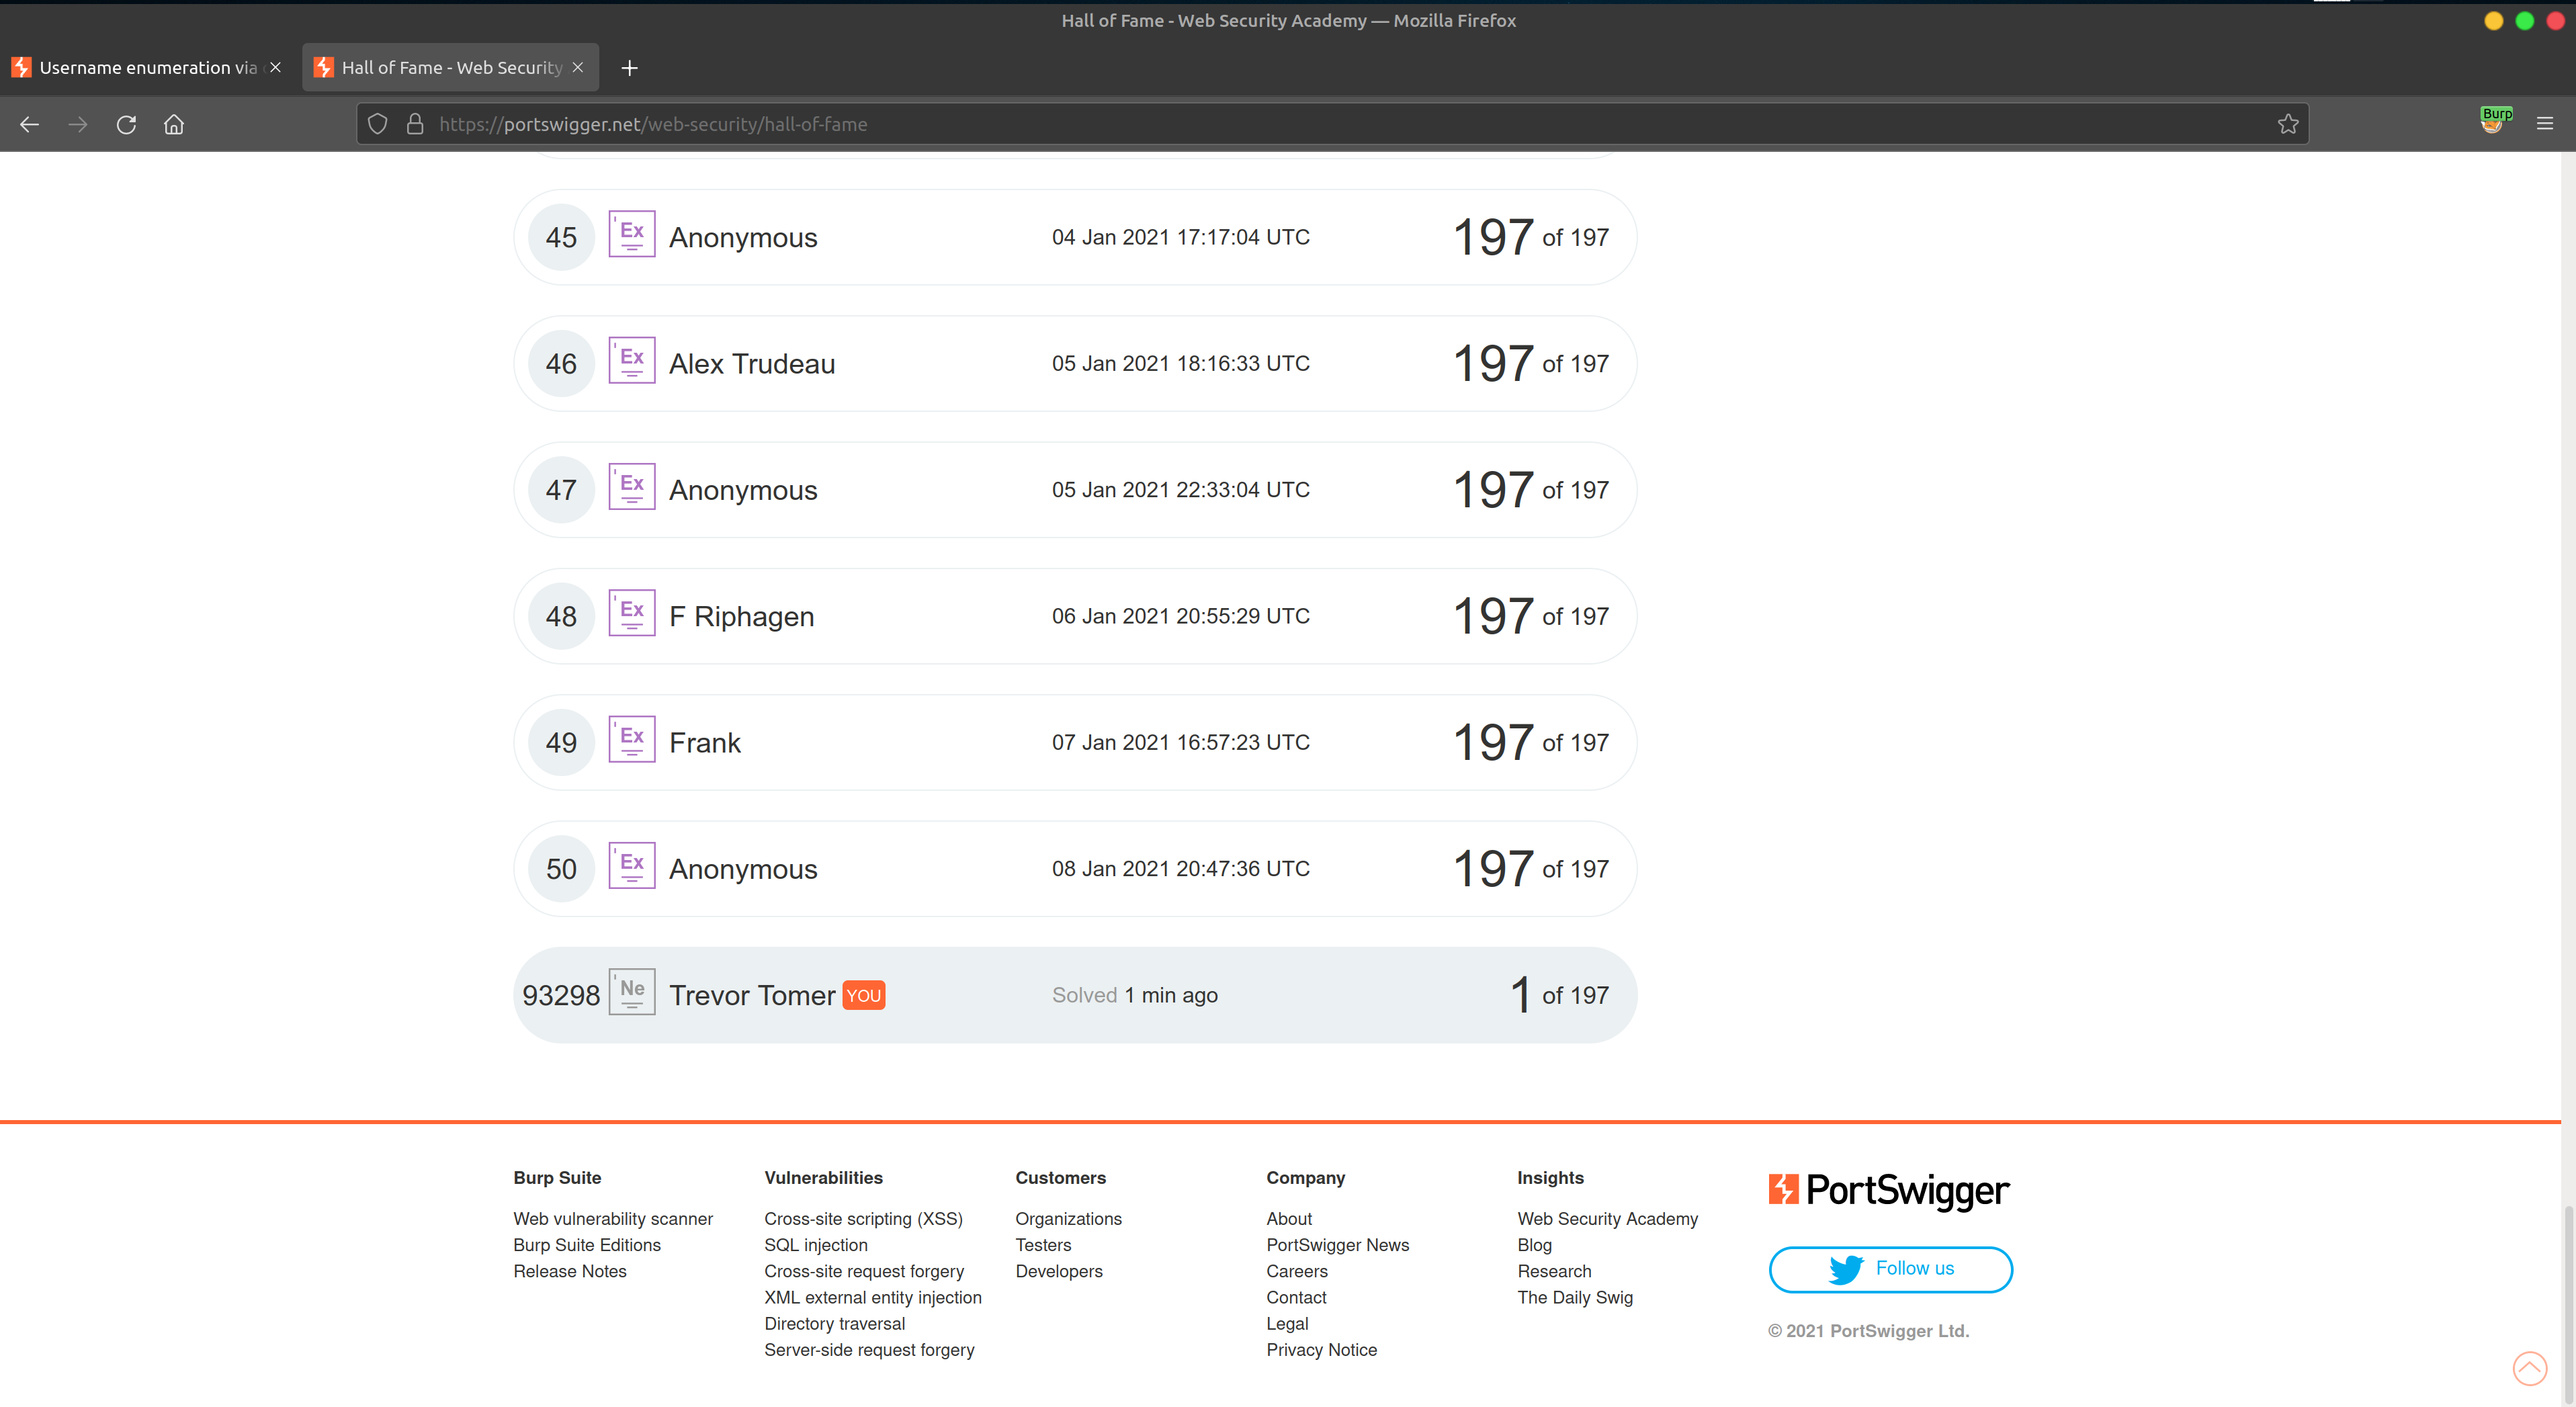 Hall of Fame - Web Security Academy — Mozilla Firefox
Username enumeration via
Hall of Fame - Web Security
https://portswigger.net/web-security/hall-of-fame
Burp
45 'Ex Anonymous 04 Jan 2021 17:17:04 UTC 197 of 197
46 'Ex Alex Trudeau 05 Jan 2021 18:16:33 UTC 197 of 197
47 'Ex Anonymous 05 Jan 2021 22:33:04 UTC 197 of 197
48 'Ex F Riphagen 06 Jan 2021 20:55:29 UTC 197 of 197
49 'Ex Frank 07 Jan 2021 16:57:23 UTC 197 of 197
50 'Ex Anonymous 08 Jan 2021 20:47:36 UTC 197 of 197
93298 'Ne Trevor Tomer YOU Solved 1 min ago 1 of 197
Burp Suite
Web vulnerability scanner
Burp Suite Editions
Release Notes
Vulnerabilities
Cross-site scripting (XSS)
SQL injection
Cross-site request forgery
XML external entity injection
Directory traversal
Server-side request forgery
Customers
Organizations
Testers
Developers
Company
About
PortSwigger News
Careers
Contact
Legal
Privacy Notice
Insights
Web Security Academy
Blog
Research
The Daily Swig
PortSwigger
Follow us
© 2021 PortSwigger Ltd.